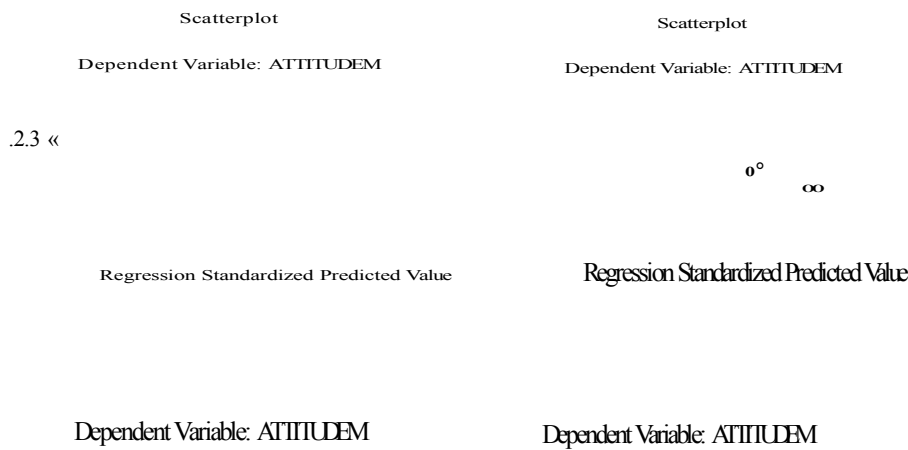 Scatterplot
Dependent Variable: ATTITUDEM
.2.3 «
Regression Standardized Predicted Value
Dependent Variable: ATTITUDEM
Scatterplot
Dependent Variable: ATTITUDEM
o°
oo
Regression Standardized Predicted Value
Dependent Variable: ATTITUDEM